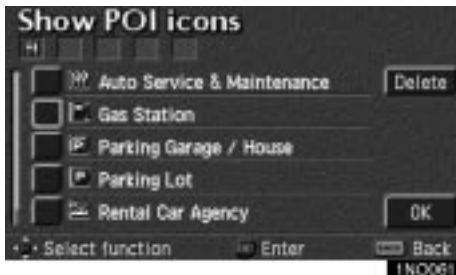 Show POI icons
Auto Service & Maintenance
Delete
Gas Station
P Parking Garage / House
P Parking Lot
Rental Car Agency
OK
Select function Enter Back
1NO061